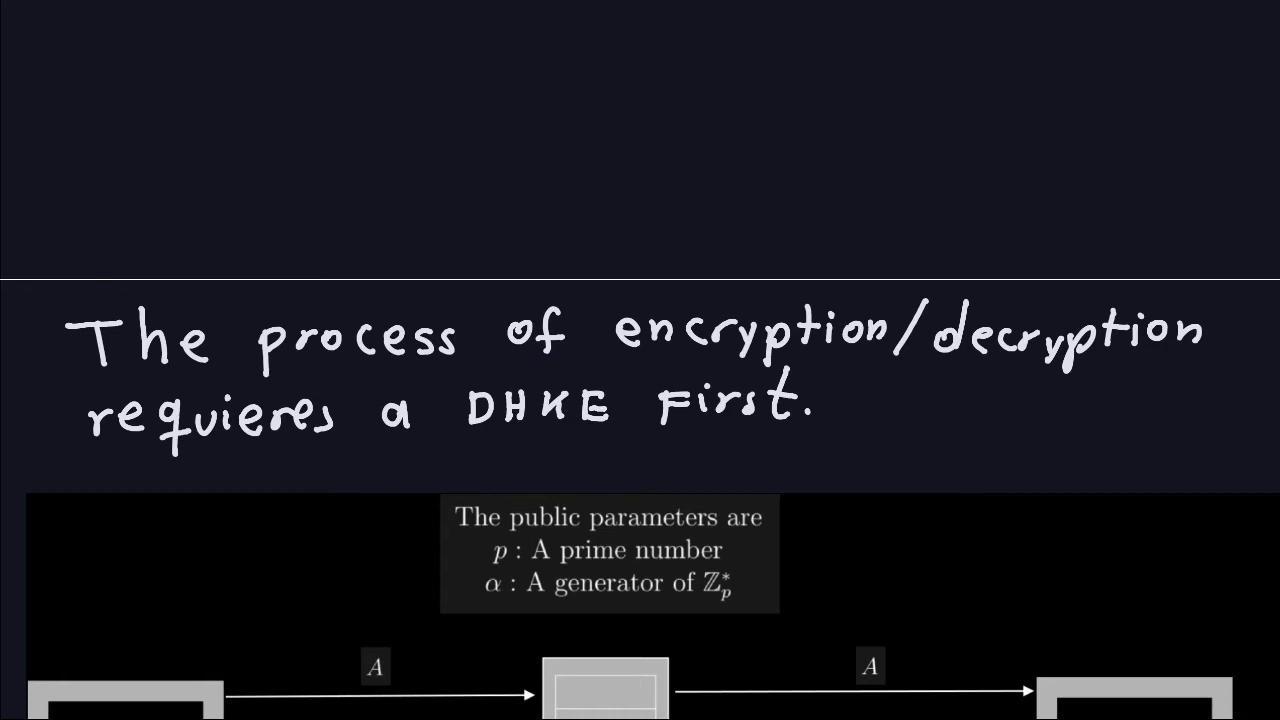 The process of encryption/decryption
requieres a DHKE First.
The public parameters are
p : A prime number
α : A generator of ℤ*ₚ
A
A